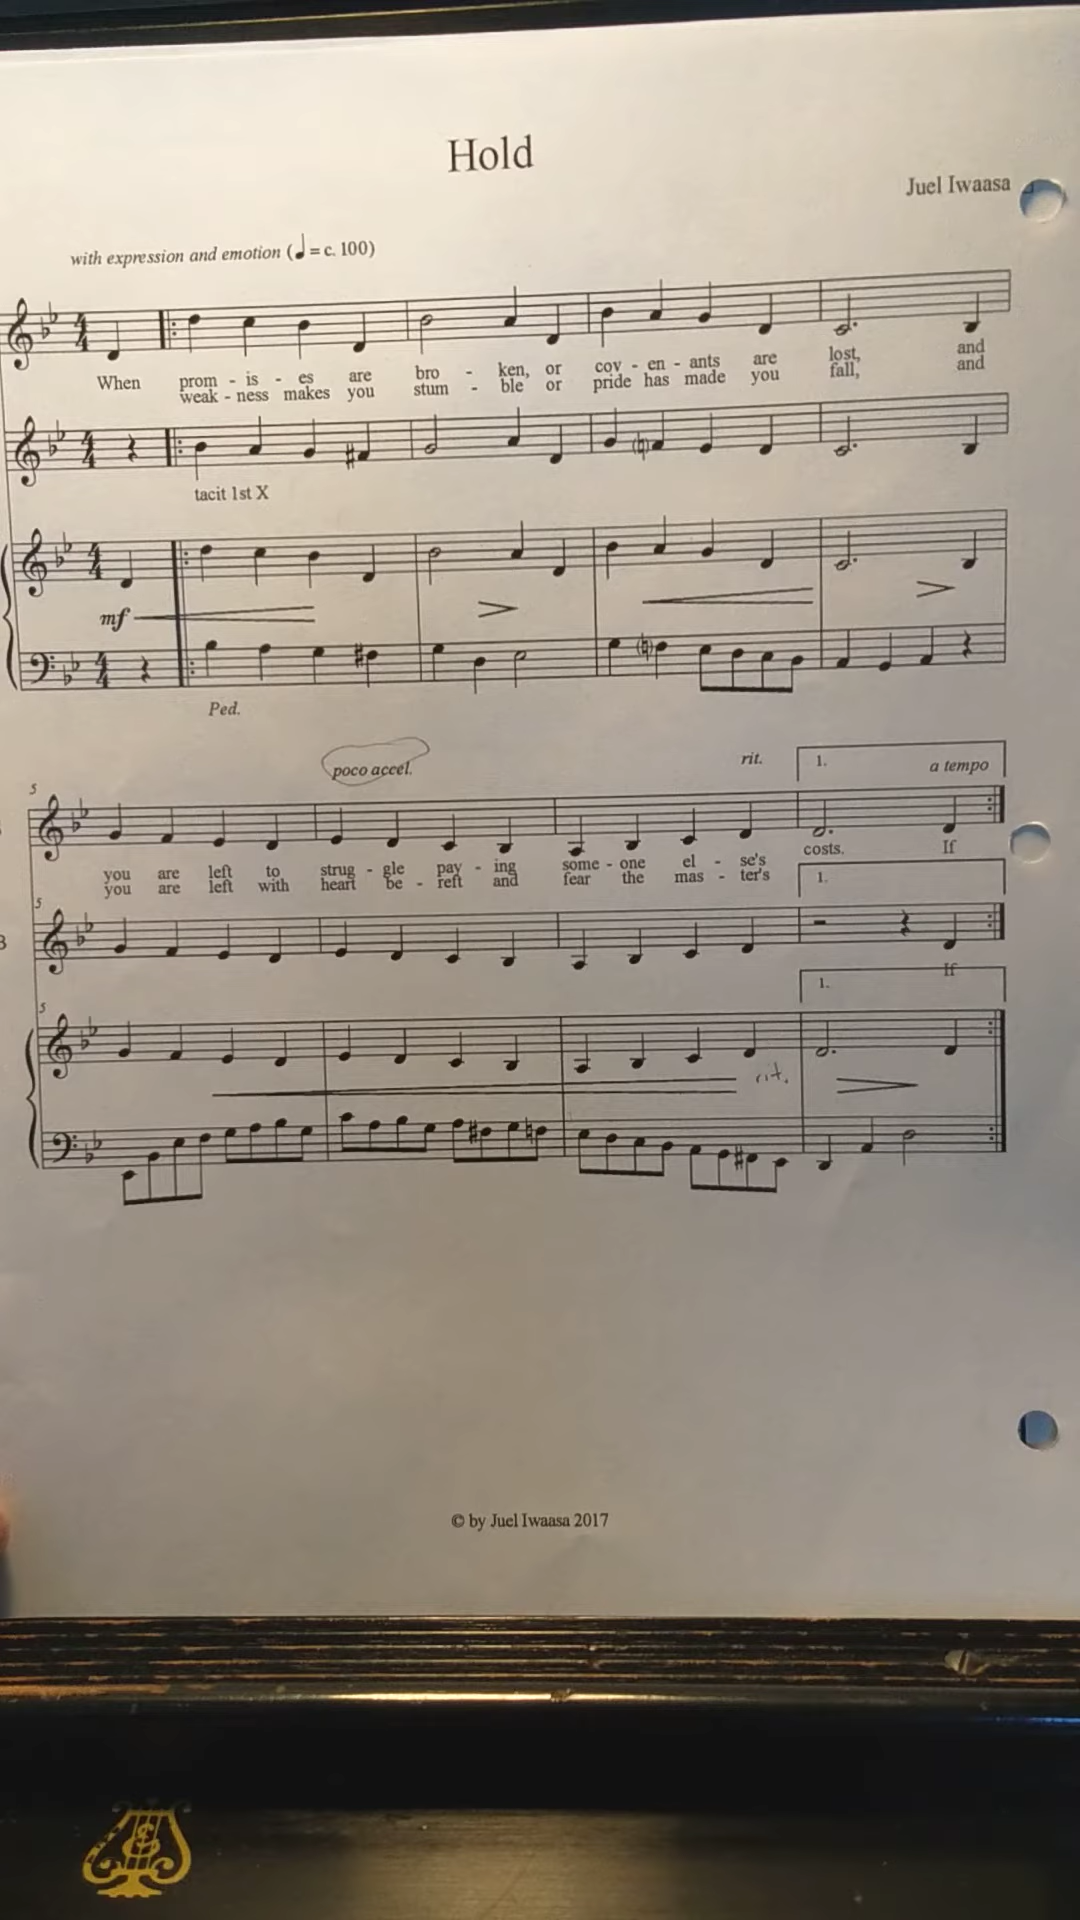 Hold
Juel Iwaasa
with expression and emotion (♩ = c. 100)
When prom - is - es are bro - ken, or cov - en - ants are lost, and
weak - ness makes you stum - ble or pride has made you fall, and
tacit 1st X
mf
Ped.
poco accel. rit. 1. a tempo
5
you are left to strug - gle pay - ing some - one el - se's costs. If
you are left with heart be - reft and fear the mas - ter's
1.
5
If
1.
5
rit.
© by Juel Iwaasa 2017